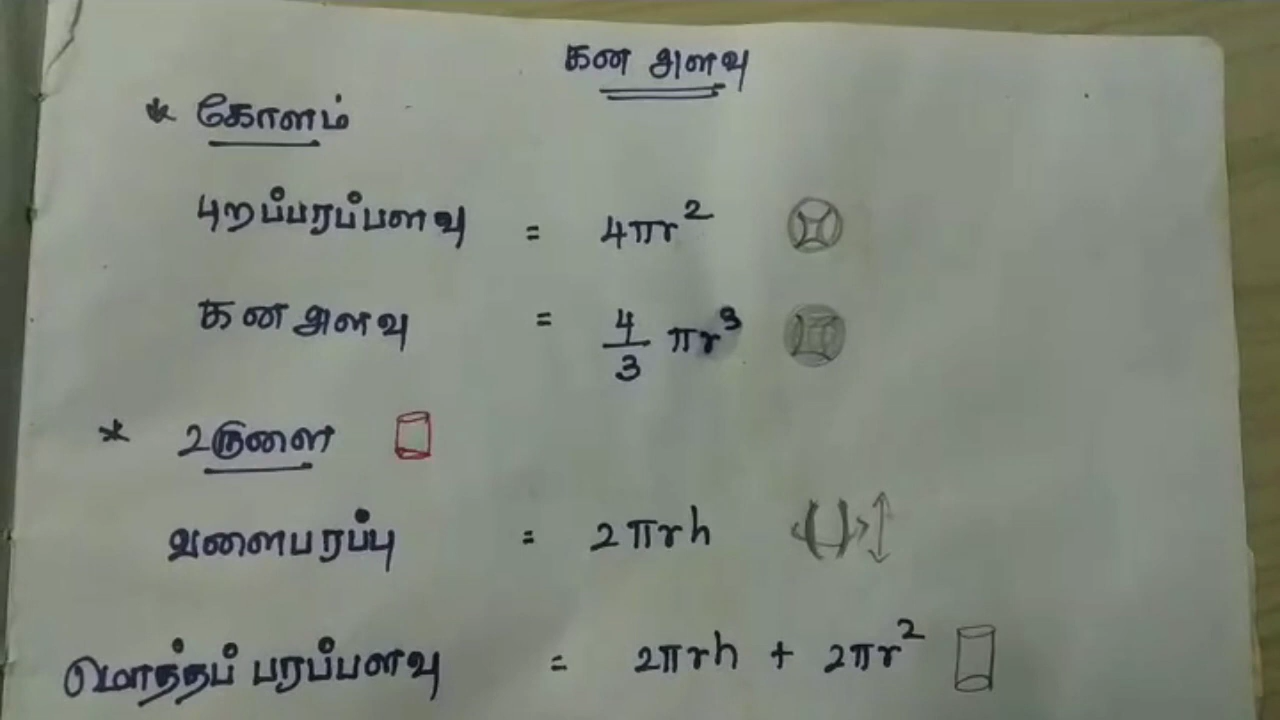 கன அளவு
* கோளம்
புறப்பரப்பளவு = 4πr²
கன அளவு = 4/3 πr³
* உருளை
வளைபரப்பு = 2πrh
மொத்தப் பரப்பளவு = 2πrh + 2πr²